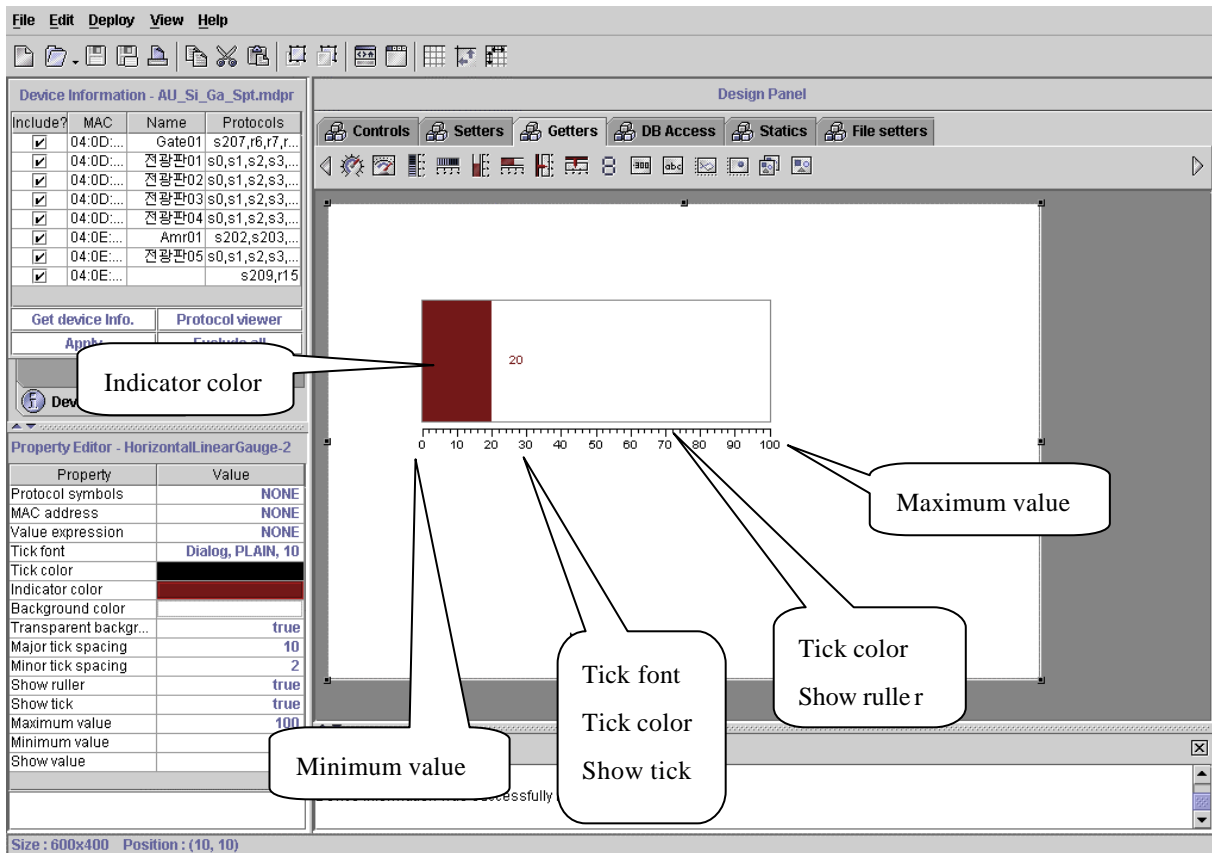 File Edit Deploy View Help
Device Information - AU_Si_Ga_Spt.mdpr
Include? MAC Name Protocols
04:0D:... Gate01 s207,r6,r7,r...
04:0D:... 전광판01 s0,s1,s2,s3,...
04:0D:... 전광판02 s0,s1,s2,s3,...
04:0D:... 전광판03 s0,s1,s2,s3,...
04:0D:... 전광판04 s0,s1,s2,s3,...
04:0E:... Amr01 s202,s203,...
04:0E:... 전광판05 s0,s1,s2,s3,...
04:0E:... s209,r15
Get device Info. Protocol viewer
Property Editor - HorizontalLinearGauge-2
Property Value
Protocol symbols NONE
MAC address NONE
Value expression NONE
Tick font Dialog, PLAIN, 10
Tick color
Indicator color
Background color
Transparent backgr... true
Major tick spacing 10
Minor tick spacing 2
Show ruller true
Show tick true
Maximum value 100
Minimum value
Show value
Design Panel
Controls Setters Getters DB Access Statics File setters
-300 abc
20
0 10 20 30 40 50 60 70 80 90 100
Indicator color
Maximum value
Tick color
Show rulle r
Tick font
Tick color
Show tick
Minimum value
Size : 600x400 Position : (10, 10)